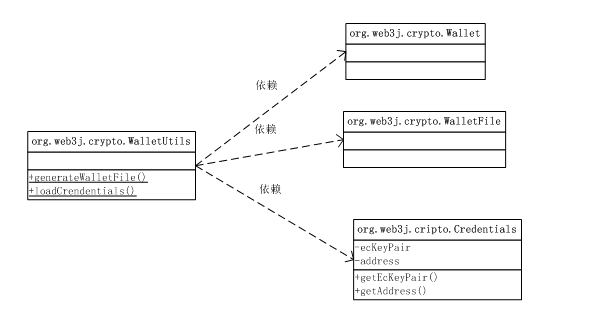 org.web3j.crypto.Wallet
依赖
org.web3j.crypto.WalletFile
依赖
org.web3j.crypto.WalletUtils
+generateWalletFile()
+loadCrendentials()
依赖
org.web3j.cripto.Credentials
-ecKeyPair
-address
+getEcKeyPair()
+getAddress()